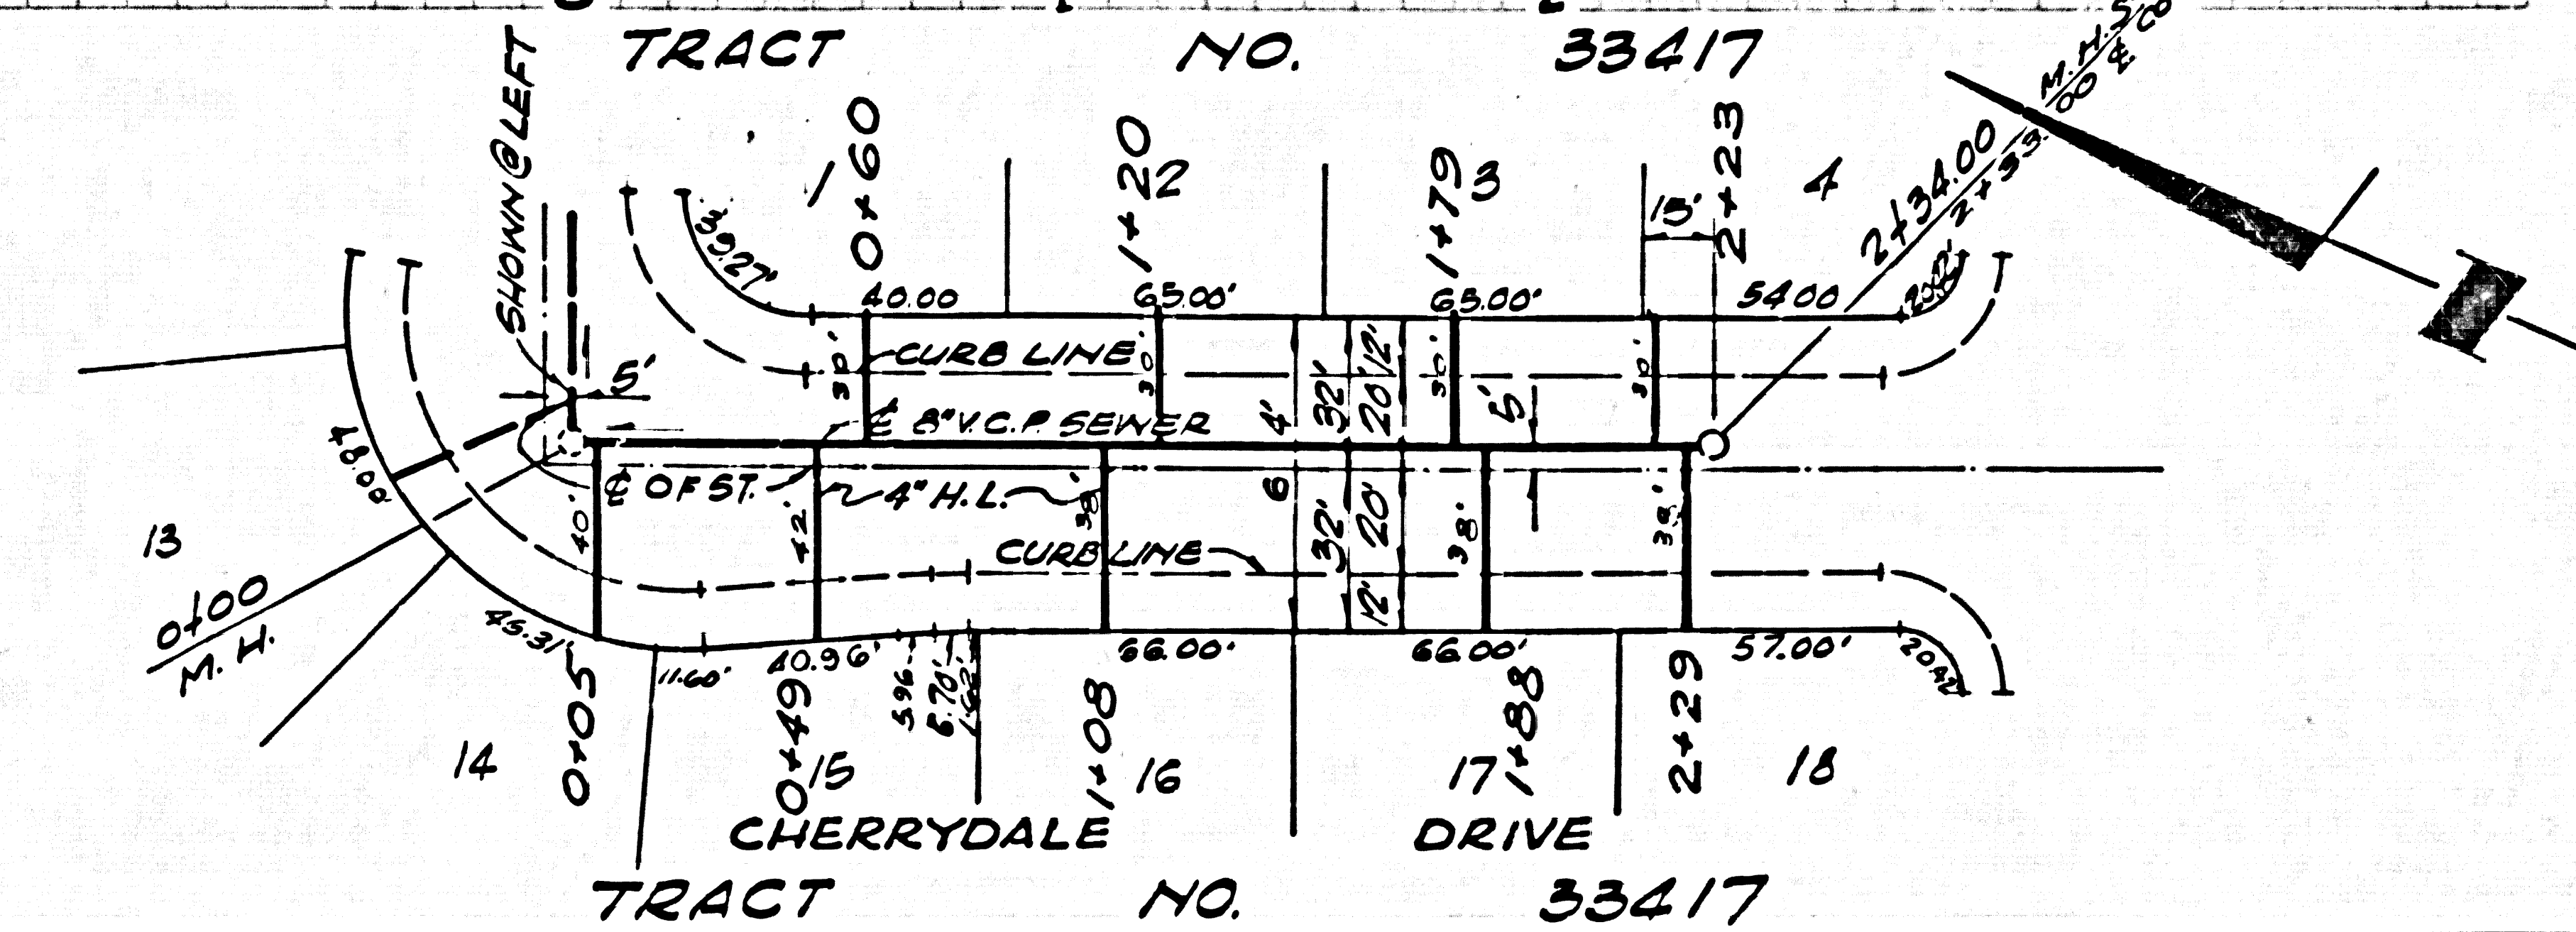 TRACT NO. 33417
SHOWN @ LEFT
0+60
1+20
1+79
2+23
2+34.00
M.H.
1 2 3 4
39.27'
15'
40.00 65.00' 65.00' 54.00
30' 30' 30' 30'
CURB LINE
5'
℄ 8" V.C.P. SEWER
4' 32' 20' 12' 5'
48.00
℄ OF ST.
4" H.L.
40' 42' 38' 38' 38'
6 32' 20' 12'
CURB LINE
13
0+00
M.H.
45.31'
11.60'
40.96'
5.96
6.70'
66.00' 66.00' 57.00'
0+05
0+49
1+08
1+88
2+29
14 15 16 17 18
CHERRYDALE DRIVE
TRACT NO. 33417